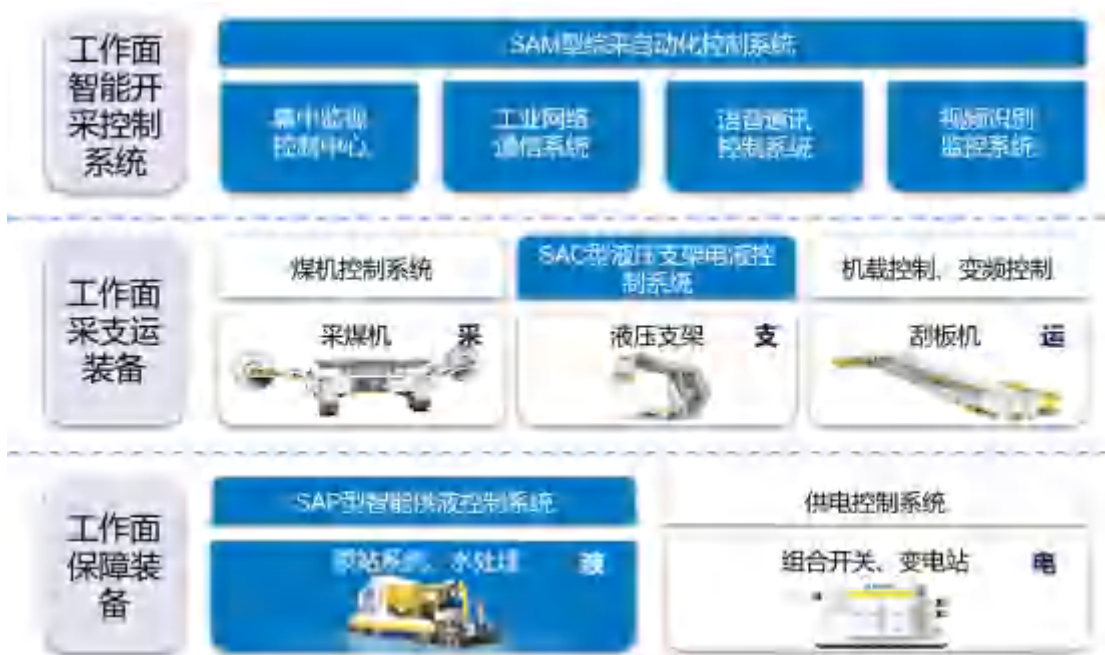 工作面
智能开
采控制
系统
SAM型综采自动化控制系统
集中监视
控制中心
工业网络
通信系统
语音通讯
控制系统
视频识别
监控系统
工作面
采支运
装备
煤机控制系统
SAC型液压支架电液控
制系统
机载控制、变频控制
采煤机 采
液压支架 支
刮板机 运
工作面
保障装
备
SAP型智能供液控制系统
供电控制系统
泵站系统、水处理 液
组合开关、变电站 电